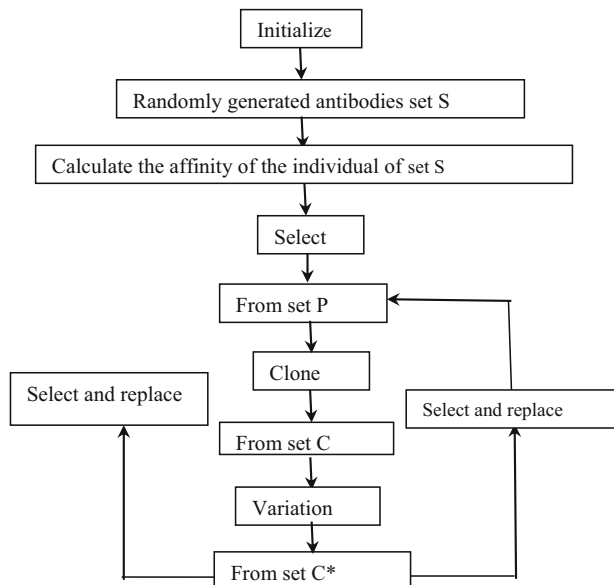 Initialize
Randomly generated antibodies set S
Calculate the affinity of the individual of set S
Select
From set P
Clone
Select and replace
Select and replace
From set C
Variation
From set C*